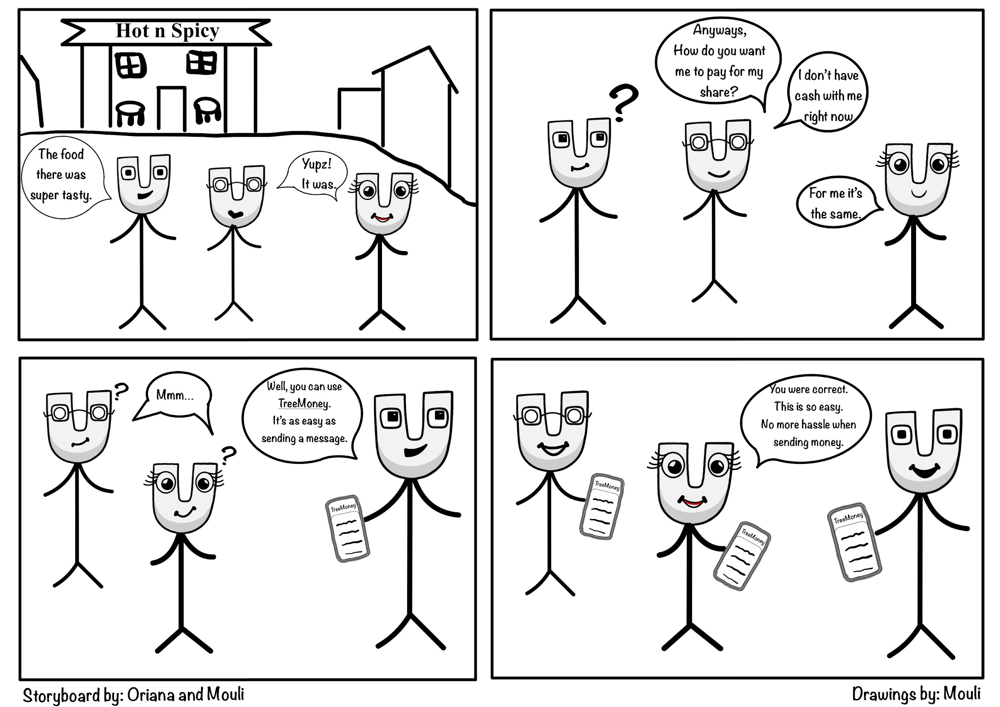 Hot n Spicy
The food
there was
super tasty.
Yupz!
It was.
Anyways,
How do you want
me to pay for my
share?
I don't have
cash with me
right now
?
For me it's
the same.
?
Mmm...
?
Well, you can use
TreeMoney.
It's as easy as
sending a message.
TreeMoney
You were correct.
This is so easy.
No more hassle when
sending money.
TreeMoney
TreeMoney
TreeMoney
Storyboard by: Oriana and Mouli
Drawings by: Mouli